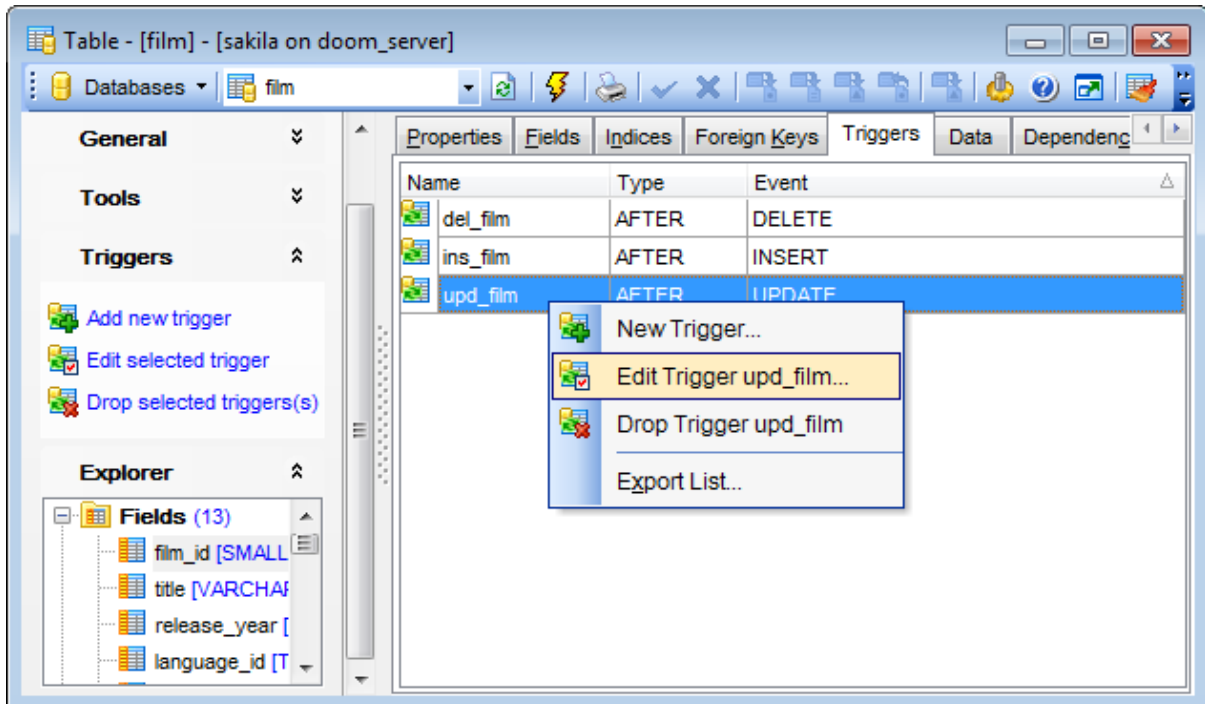 Table - [film] - [sakila on doom_server]
Databases film
General
Tools
Triggers
Add new trigger
Edit selected trigger
Drop selected triggers(s)
Explorer
Fields (13)
film_id [SMALL
title [VARCHAR
release_year [
language_id [T
Properties Fields Indices Foreign Keys Triggers Data Dependenc
Name Type Event
del_film AFTER DELETE
ins_film AFTER INSERT
upd_film AFTER UPDATE
New Trigger...
Edit Trigger upd_film...
Drop Trigger upd_film
Export List...